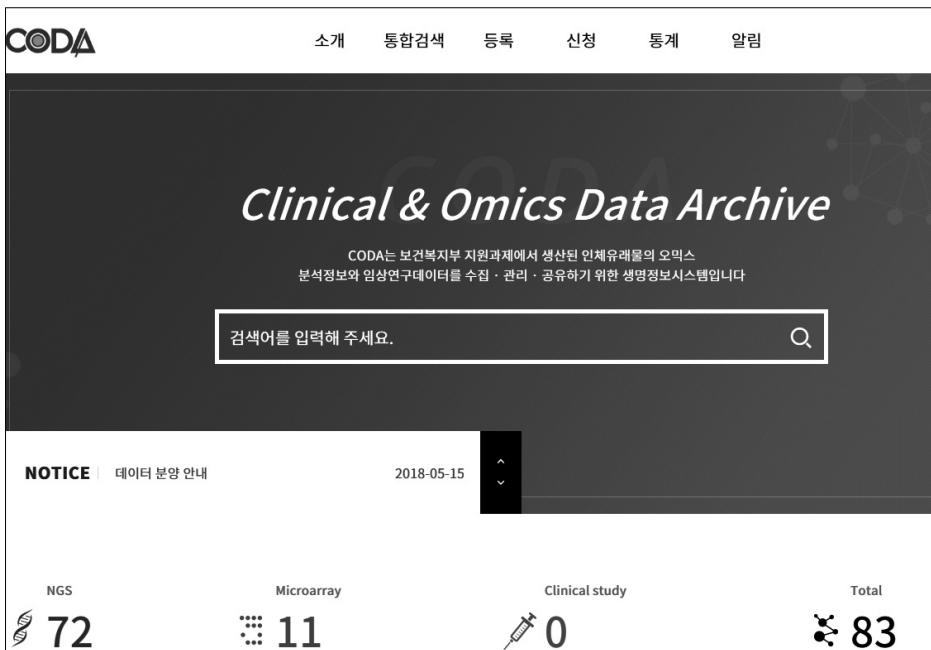 CODA
소개 통합검색 등록 신청 통계 알림
CODA
Clinical & Omics Data Archive
CODA는 보건복지부 지원과제에서 생산된 인체유래물의 오믹스
분석정보와 임상연구데이터를 수집 · 관리 · 공유하기 위한 생명정보시스템입니다
검색어를 입력해 주세요.
NOTICE 데이터 분양 안내 2018-05-15
NGS Microarray Clinical study Total
72 11 0 83